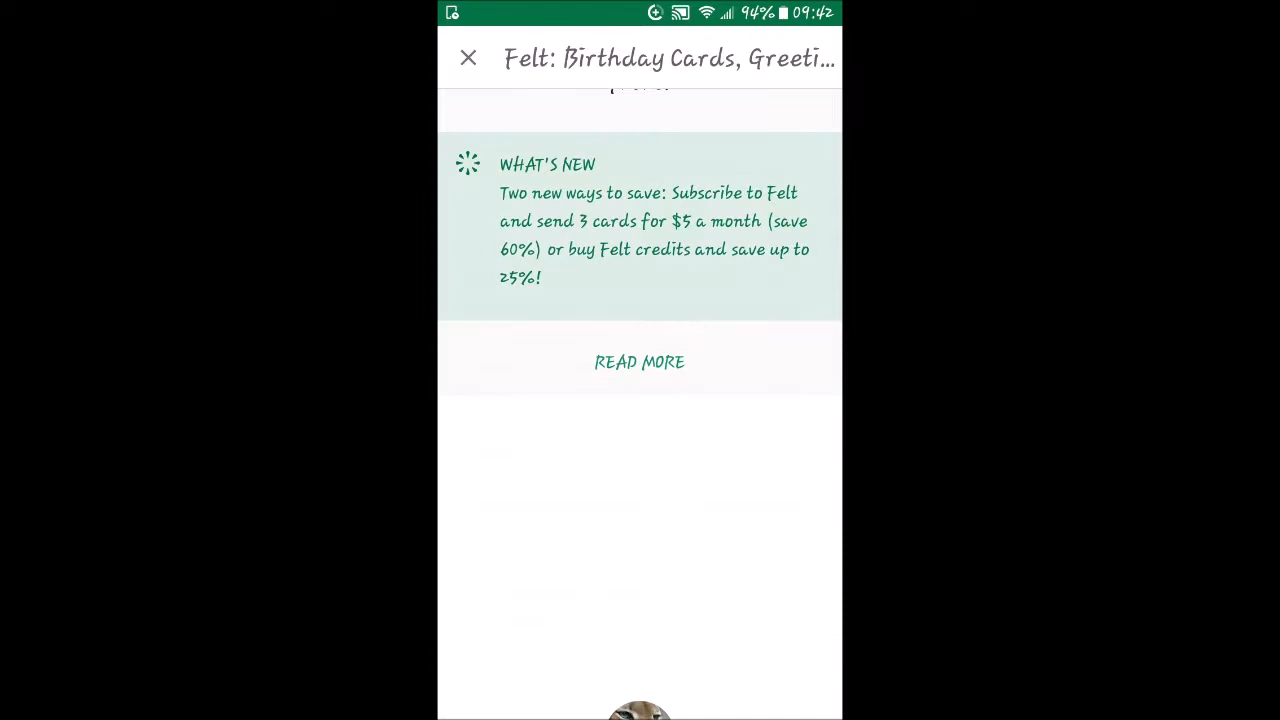 94% 09:42
Felt: Birthday Cards, Greeti...
WHAT'S NEW
Two new ways to save: Subscribe to Felt
and send 3 cards for $5 a month (save
60%) or buy Felt credits and save up to
25%!
READ MORE